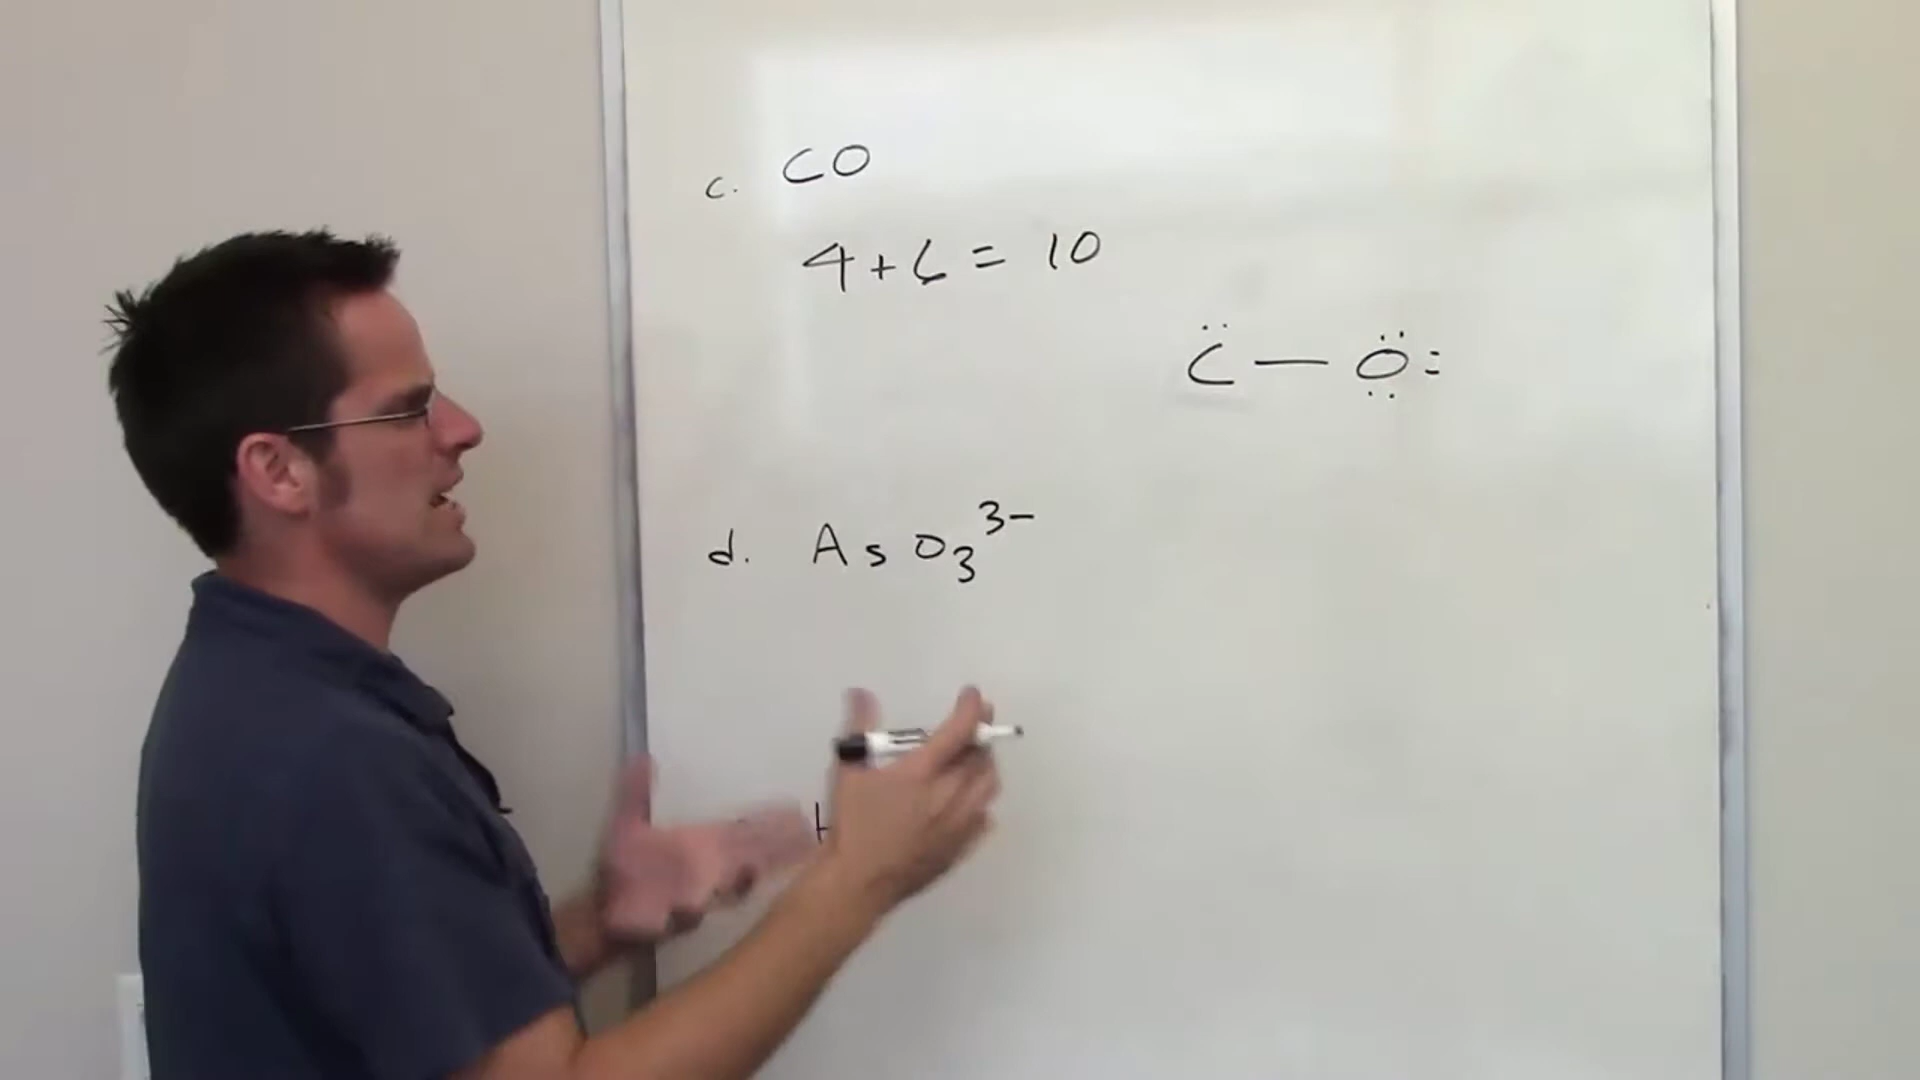 c. CO
4 + 6 = 10
C̈ — Ö:
d. AsO₃³⁻